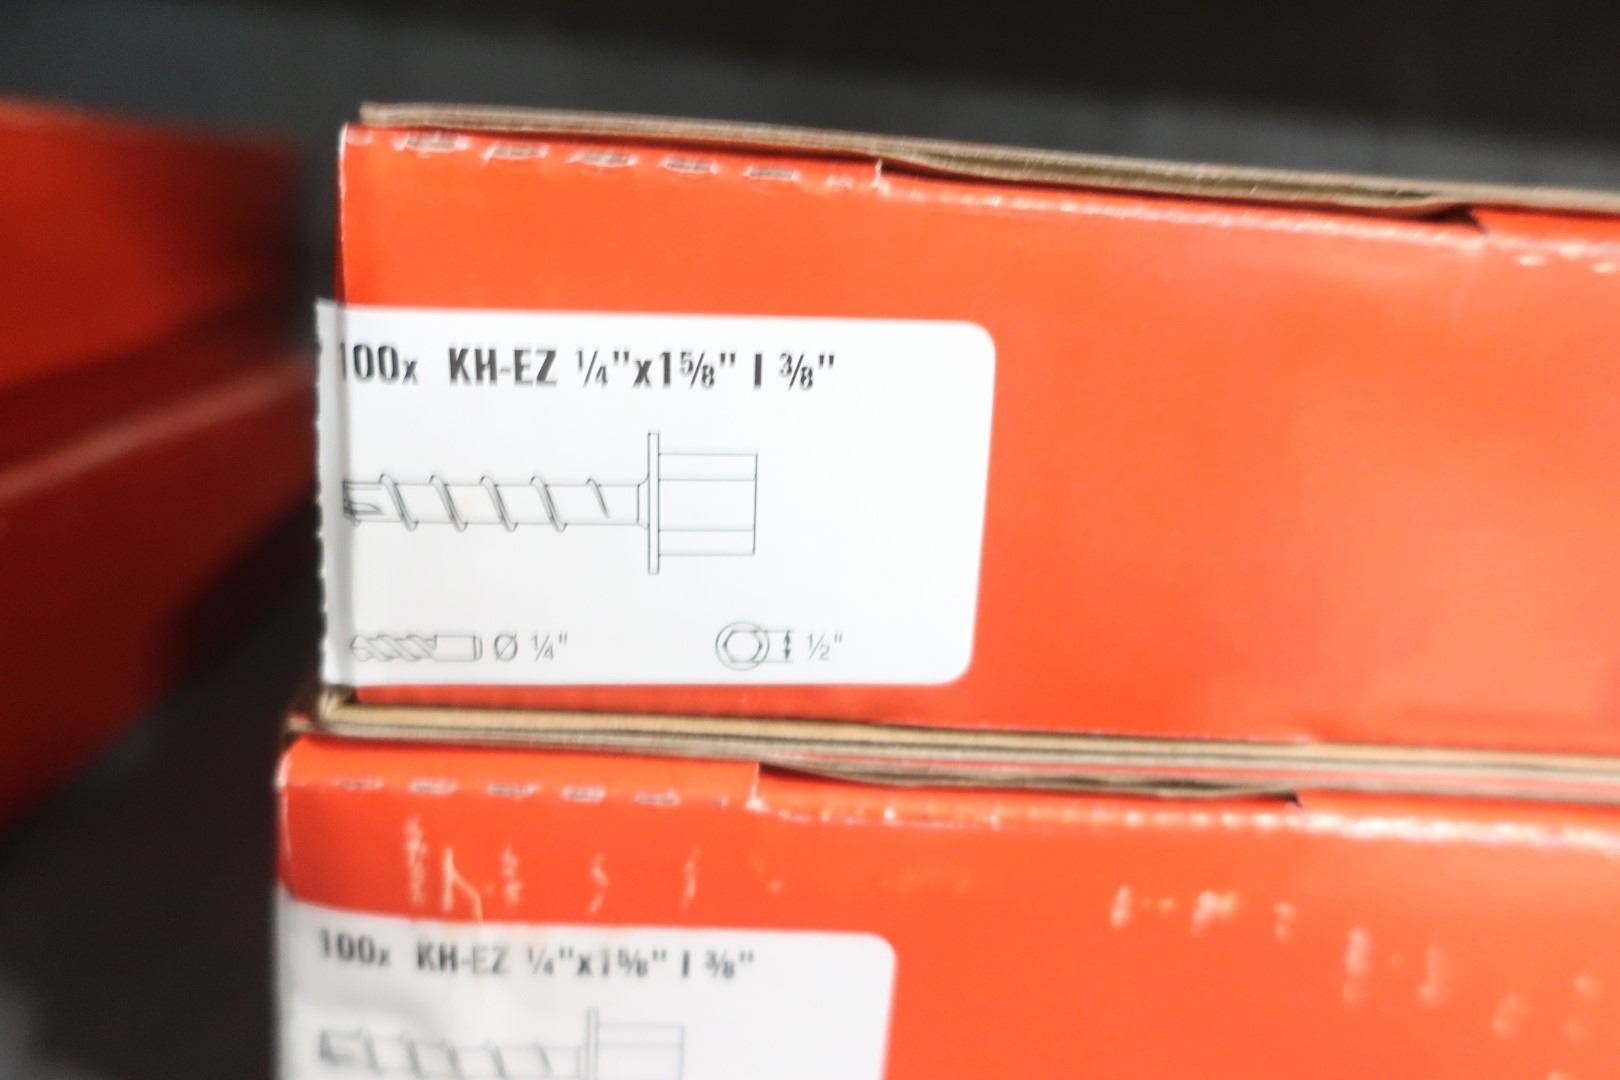 100x KH-EZ ¼"x1⅝" I ⅜"
Ø ¼"
½"
100x KH-EZ ¼"x1⅝" I ⅜"